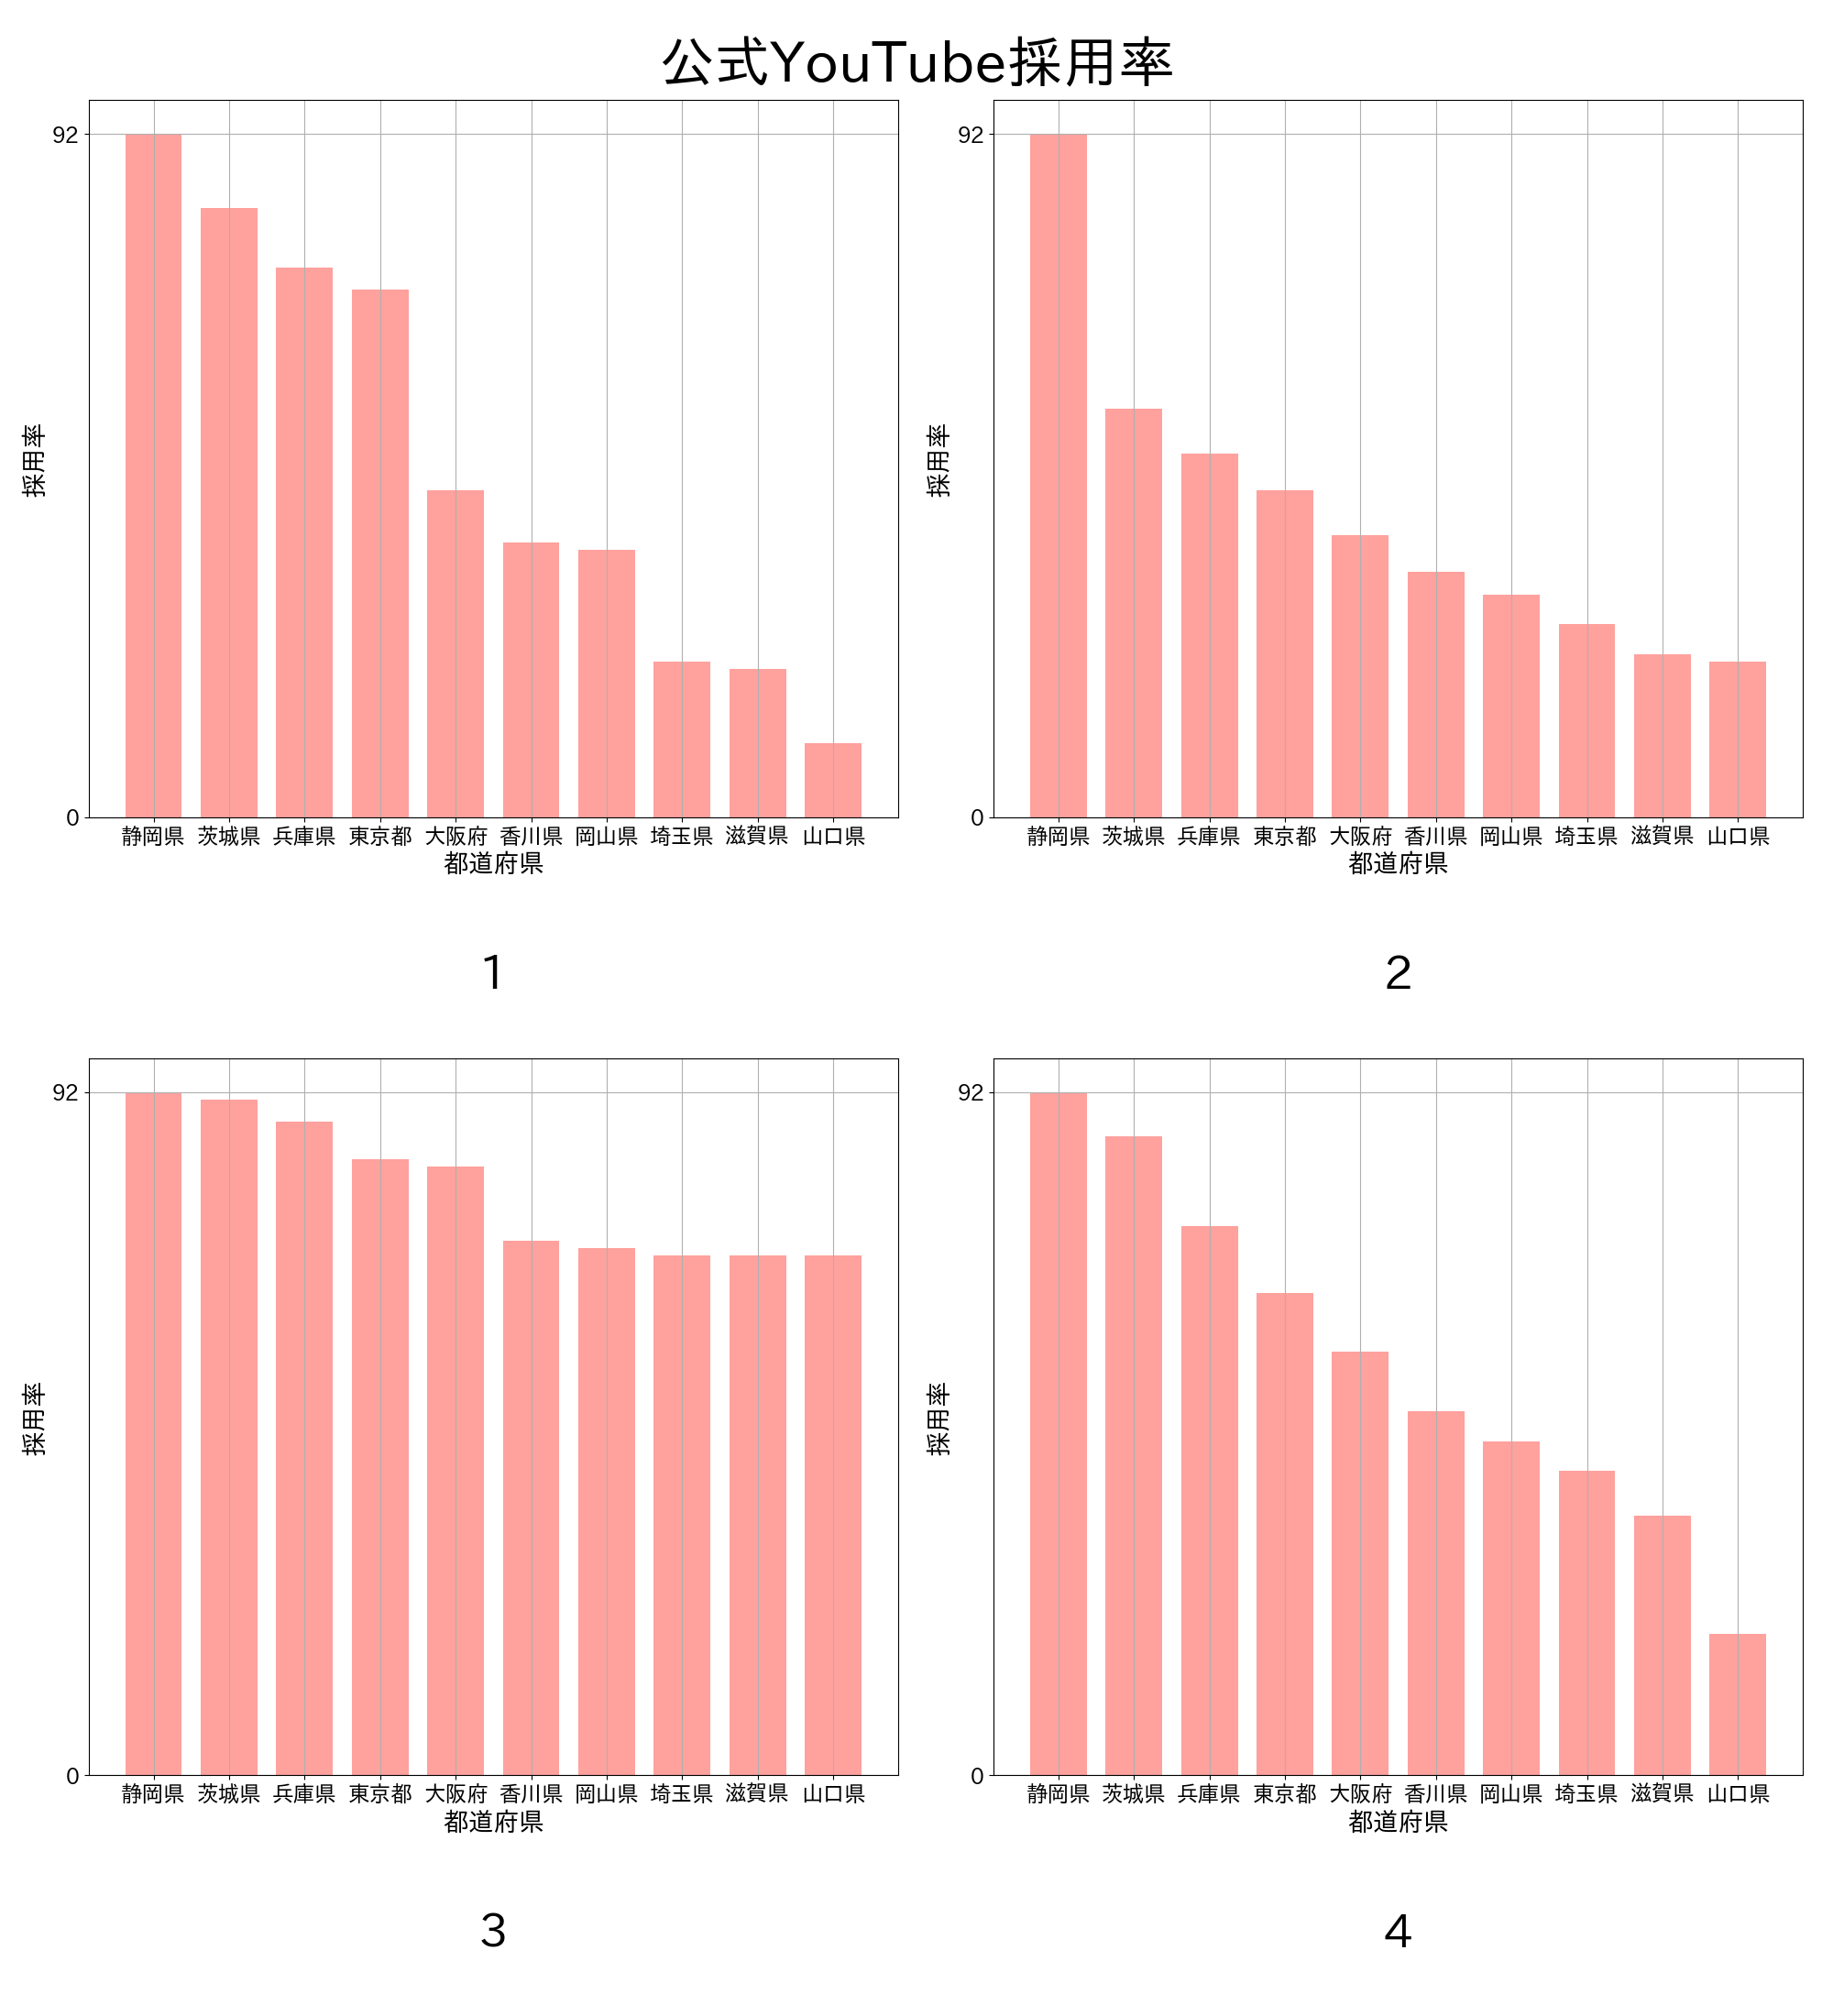 公式YouTube採用率
92
0
採用率
静岡県 茨城県 兵庫県 東京都 大阪府 香川県 岡山県 埼玉県 滋賀県 山口県
都道府県
1
92
0
採用率
静岡県 茨城県 兵庫県 東京都 大阪府 香川県 岡山県 埼玉県 滋賀県 山口県
都道府県
2
92
0
採用率
静岡県 茨城県 兵庫県 東京都 大阪府 香川県 岡山県 埼玉県 滋賀県 山口県
都道府県
3
92
0
採用率
静岡県 茨城県 兵庫県 東京都 大阪府 香川県 岡山県 埼玉県 滋賀県 山口県
都道府県
4